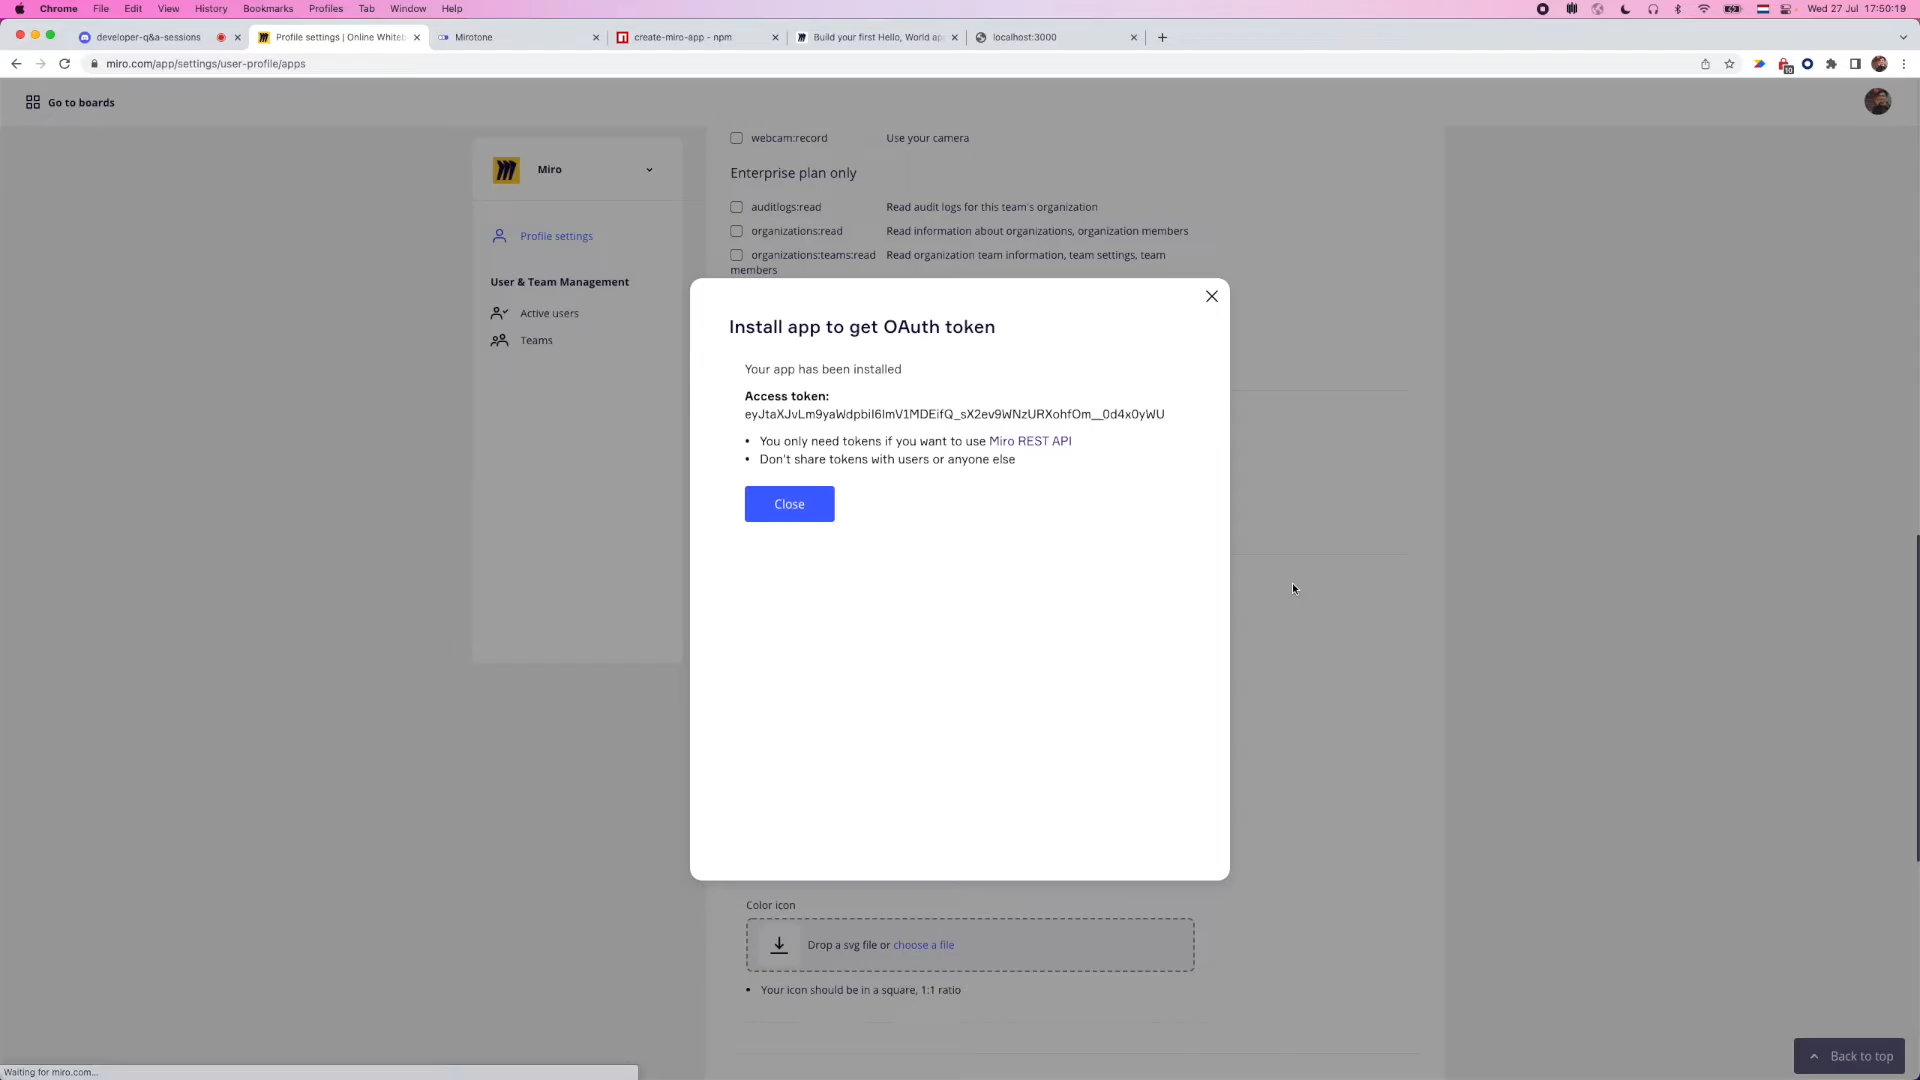 Chrome File Edit View History Bookmarks Profiles Tab Window Help Wed 27 Jul 17:50:19
developer-q&a-sessions Profile settings | Online Whiteb Mirotone create-miro-app - npm Build your first Hello, World ap localhost:3000
miro.com/app/settings/user-profile/apps
10
Go to boards
webcam:record Use your camera
Miro
Enterprise plan only
auditlogs:read Read audit logs for this team's organization
organizations:read Read information about organizations, organization members
Profile settings
organizations:teams:read Read organization team information, team settings, team
members
User & Team Management
Active users
Teams
Install app to get OAuth token
Your app has been installed
Access token:
eyJtaXJvLm9yaWdpbiI6ImV1MDEifQ_sX2ev9WNzURXohfOm__0d4x0yWU
• You only need tokens if you want to use Miro REST API
• Don't share tokens with users or anyone else
Close
Color icon
Drop a svg file or choose a file
• Your icon should be in a square, 1:1 ratio
Back to top
Waiting for miro.com...